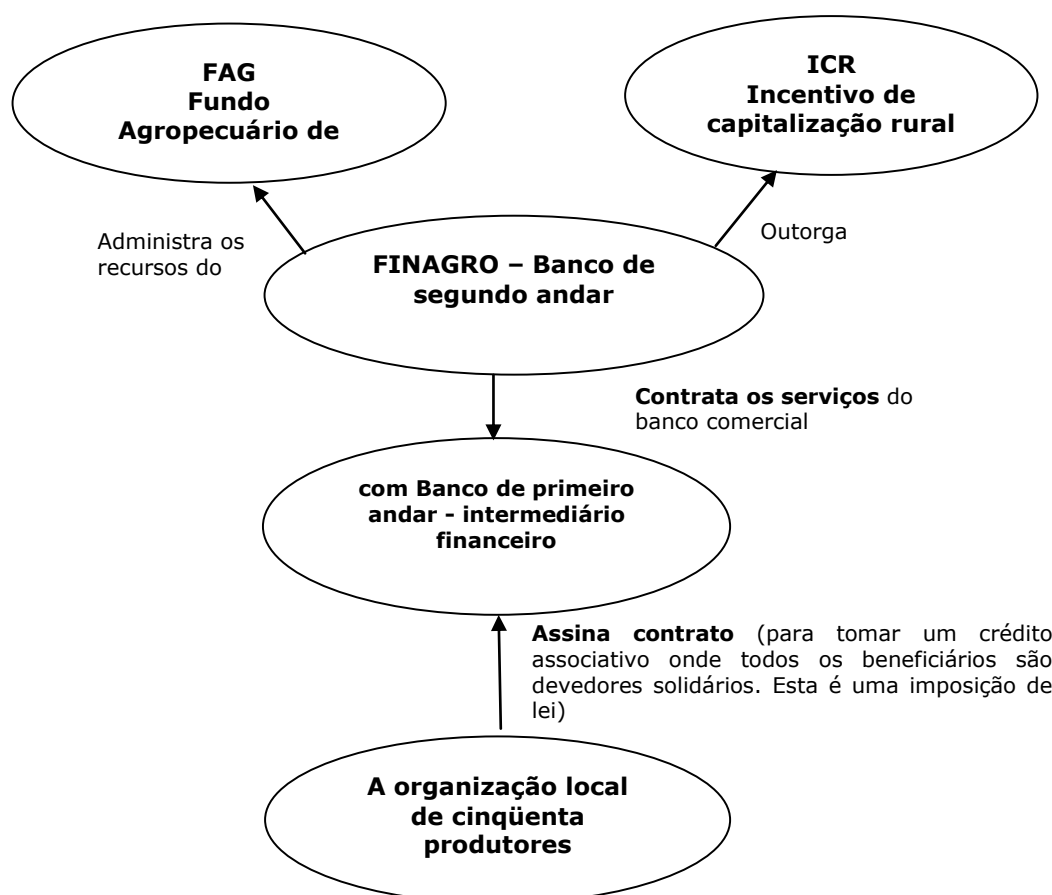 FAG
Fundo
Agropecuário de
ICR
Incentivo de
capitalização rural
Administra os
recursos do
Outorga
FINAGRO – Banco de
segundo andar
Contrata os serviços do
banco comercial
com Banco de primeiro
andar - intermediário
financeiro
Assina contrato (para tomar um crédito
associativo onde todos os beneficiários são
devedores solidários. Esta é uma imposição de
lei)
A organização local
de cinqüenta
produtores